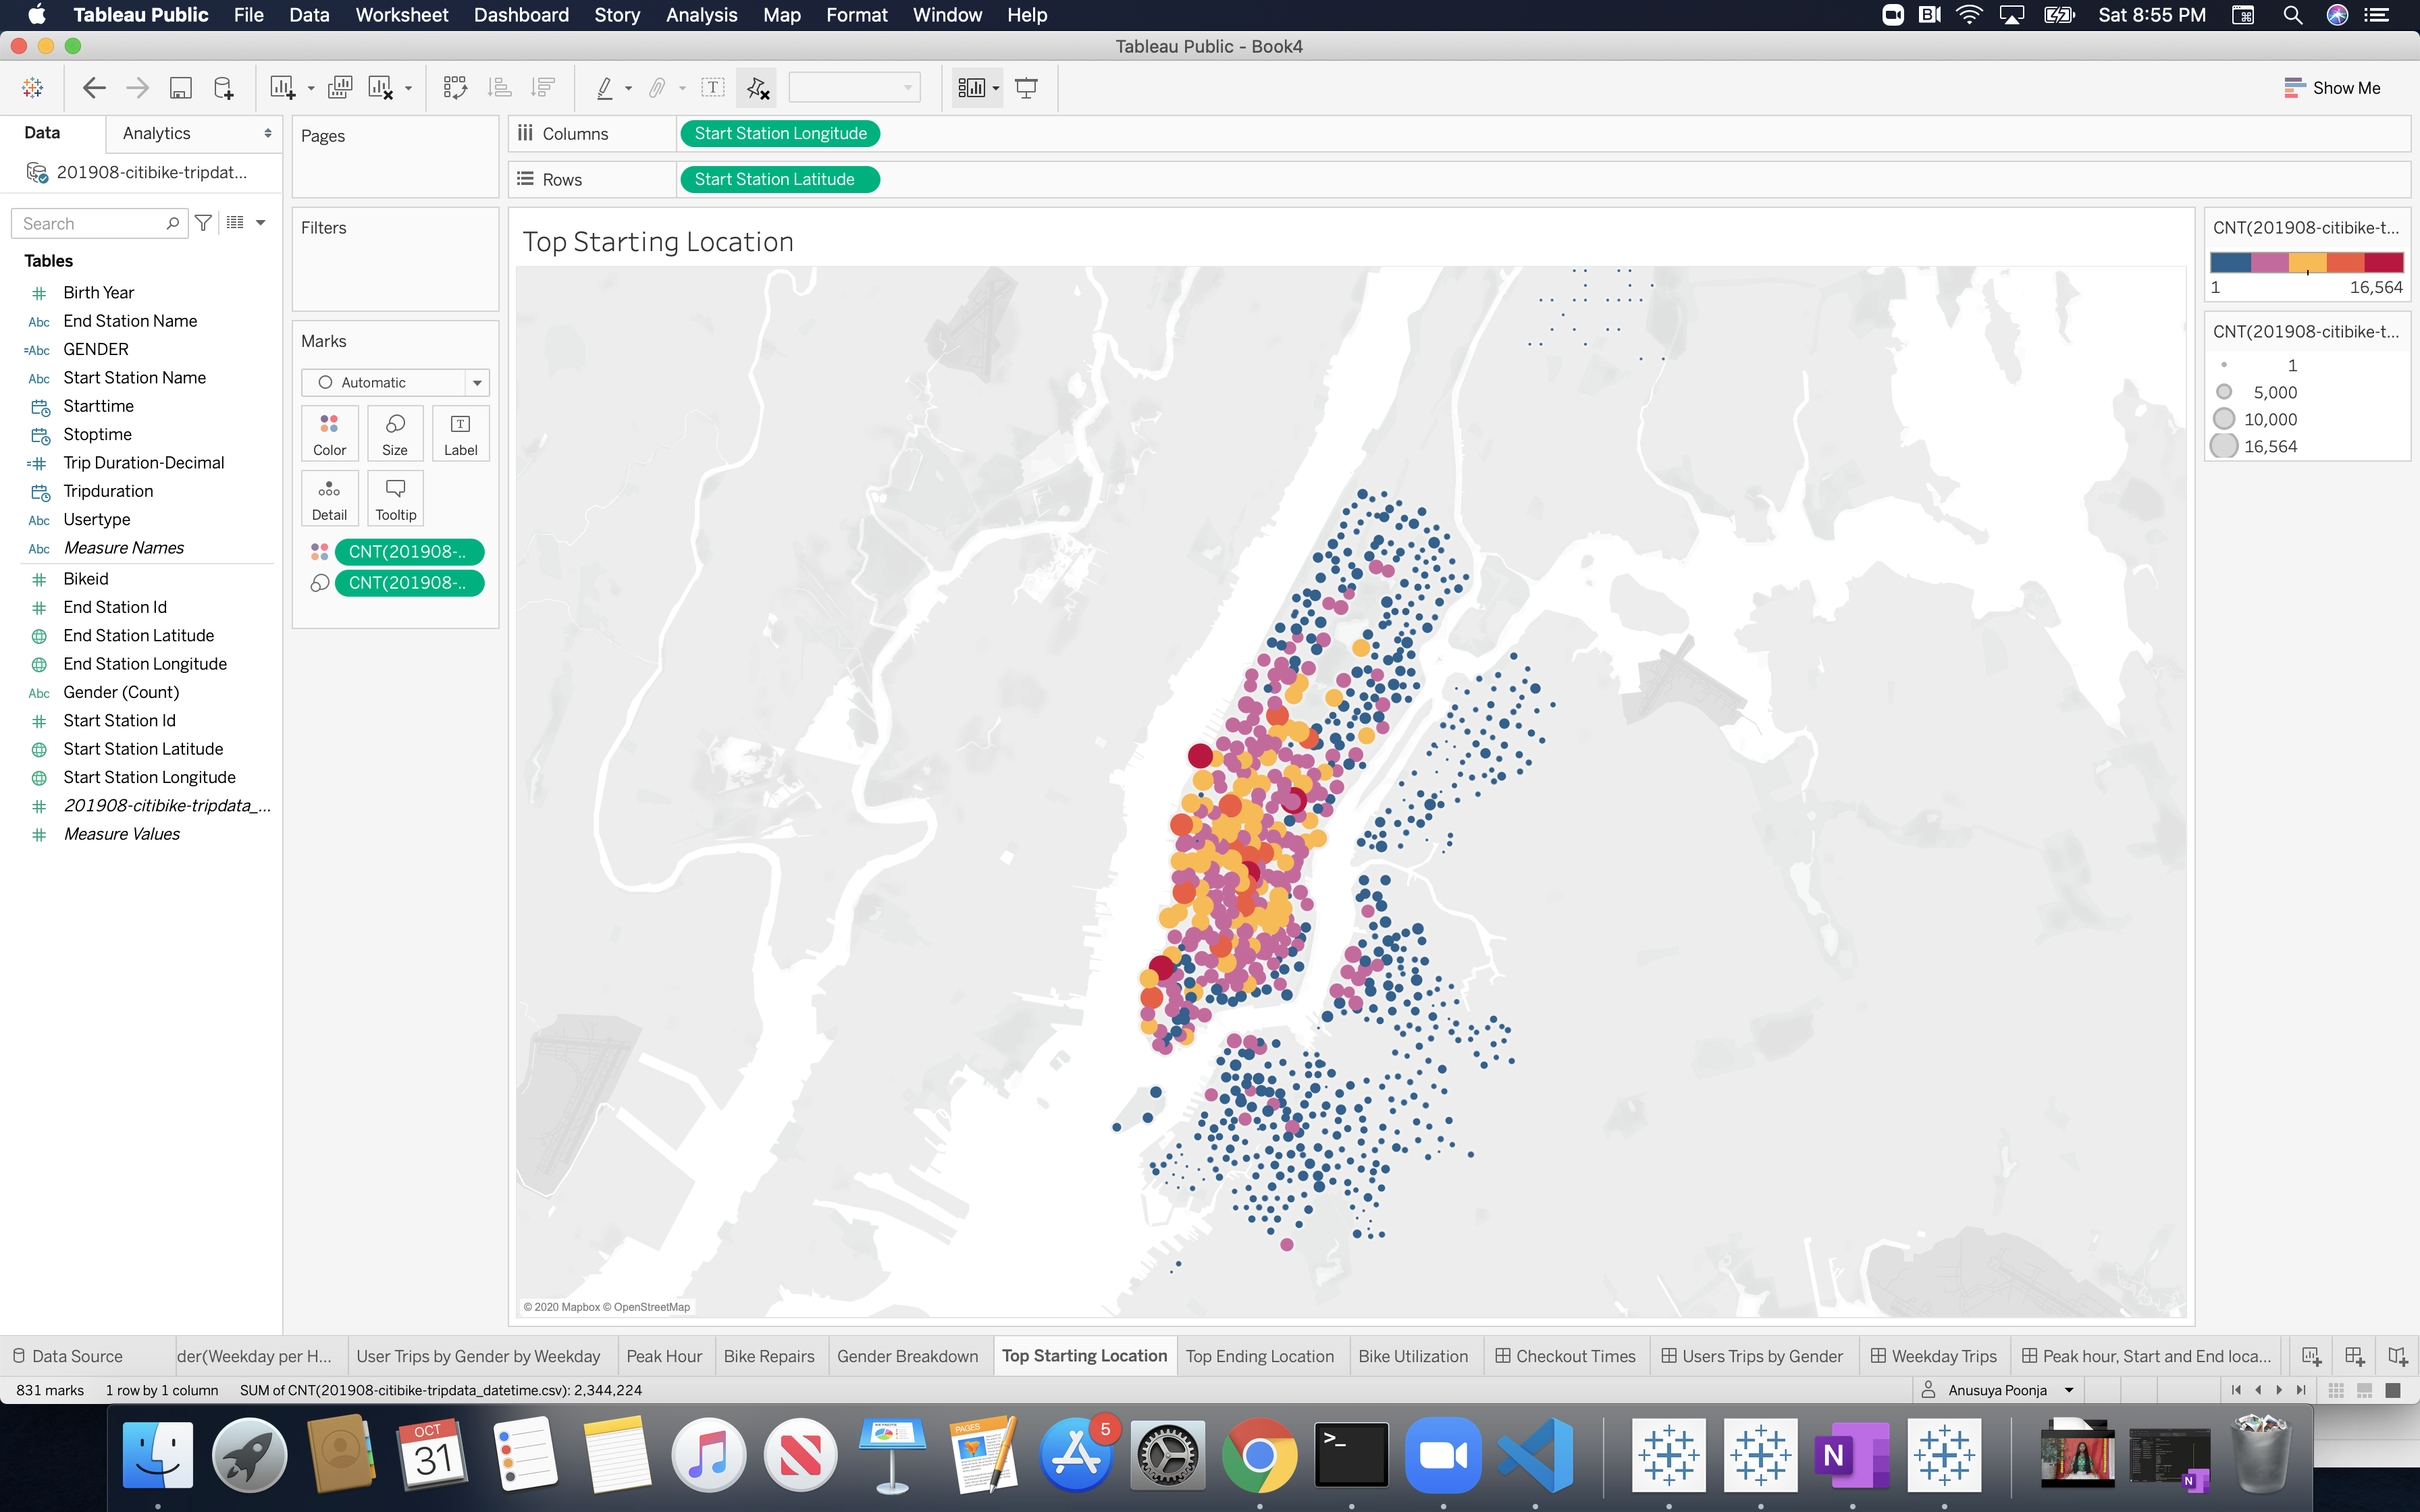 Tableau Public File Data Worksheet Dashboard Story Analysis Map Format Window Help Sat 8:55 PM
Tableau Public - Book4
Show Me
Data Analytics
201908-citibike-tripdat...
Search
Tables
Birth Year
Abc End Station Name
=Abc GENDER
Abc Start Station Name
Starttime
Stoptime
Trip Duration-Decimal
Tripduration
Abc Usertype
Abc Measure Names
Bikeid
End Station Id
End Station Latitude
End Station Longitude
Abc Gender (Count)
Start Station Id
Start Station Latitude
Start Station Longitude
201908-citibike-tripdata_...
Measure Values
Pages
Filters
Marks
Automatic
Color Size Label
Detail Tooltip
CNT(201908-..
CNT(201908-..
Columns Start Station Longitude
Rows Start Station Latitude
Top Starting Location
© 2020 Mapbox © OpenStreetMap
CNT(201908-citibike-t...
1 16,564
CNT(201908-citibike-t...
1
5,000
10,000
16,564
Data Source der(Weekday per H... User Trips by Gender by Weekday Peak Hour Bike Repairs Gender Breakdown Top Starting Location Top Ending Location Bike Utilization Checkout Times Users Trips by Gender Weekday Trips Peak hour, Start and End loca...
831 marks 1 row by 1 column SUM of CNT(201908-citibike-tripdata_datetime.csv): 2,344,224 Anusuya Poonja
OCT
31
PAGES
5
>_
N
N